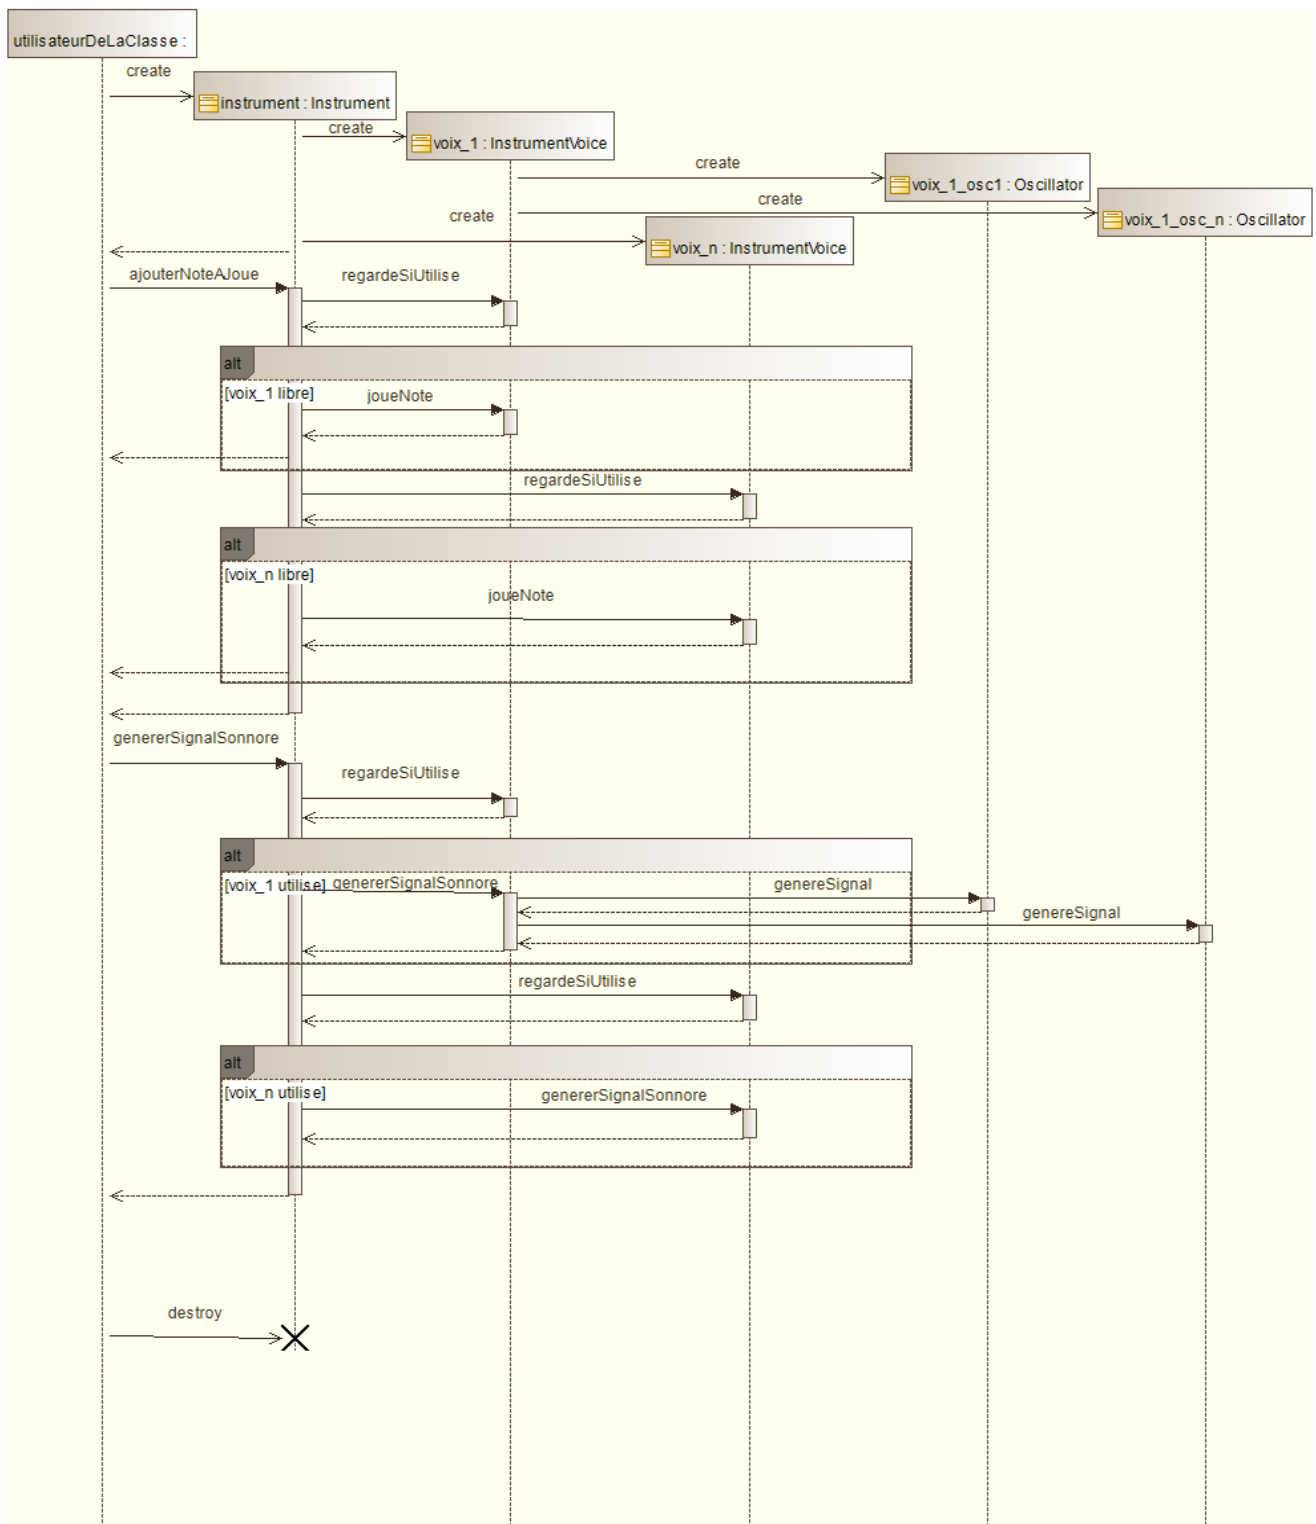 utilisateurDeLaClasse :
create
instrument : Instrument
create
voix_1 : InstrumentVoice
create
voix_1_osc1 : Oscillator
create
voix_1_osc_n : Oscillator
create
voix_n : InstrumentVoice
ajouterNoteAJoue
regardeSiUtilise
alt
[voix_1 libre]
joueNote
regardeSiUtilise
alt
[voix_n libre]
joueNote
genererSignalSonnore
regardeSiUtilise
alt
[voix_1 utilise]
genererSignalSonnore
genereSignal
genereSignal
regardeSiUtilise
alt
[voix_n utilise]
genererSignalSonnore
destroy